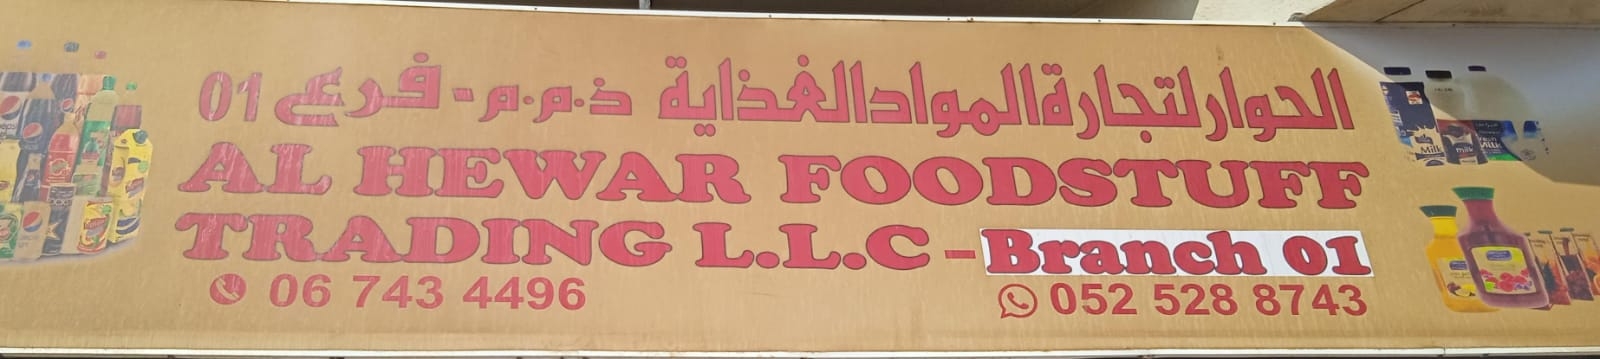 الحوار لتجارة المواد الغذائية ذ.م.م - فرع 01
AL HEWAR FOODSTUFF
TRADING L.L.C - Branch 01
06 743 4496
052 528 8743